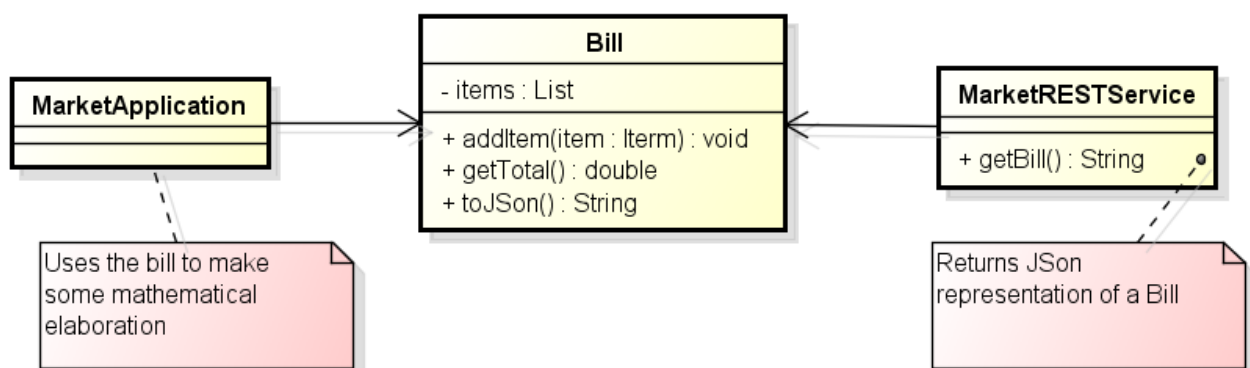 MarketApplication
Uses the bill to make
some mathematical
elaboration
Bill
- items : List
+ addItem(item : Iterm) : void
+ getTotal() : double
+ toJSon() : String
MarketRESTService
+ getBill() : String
Returns JSon
representation of a Bill